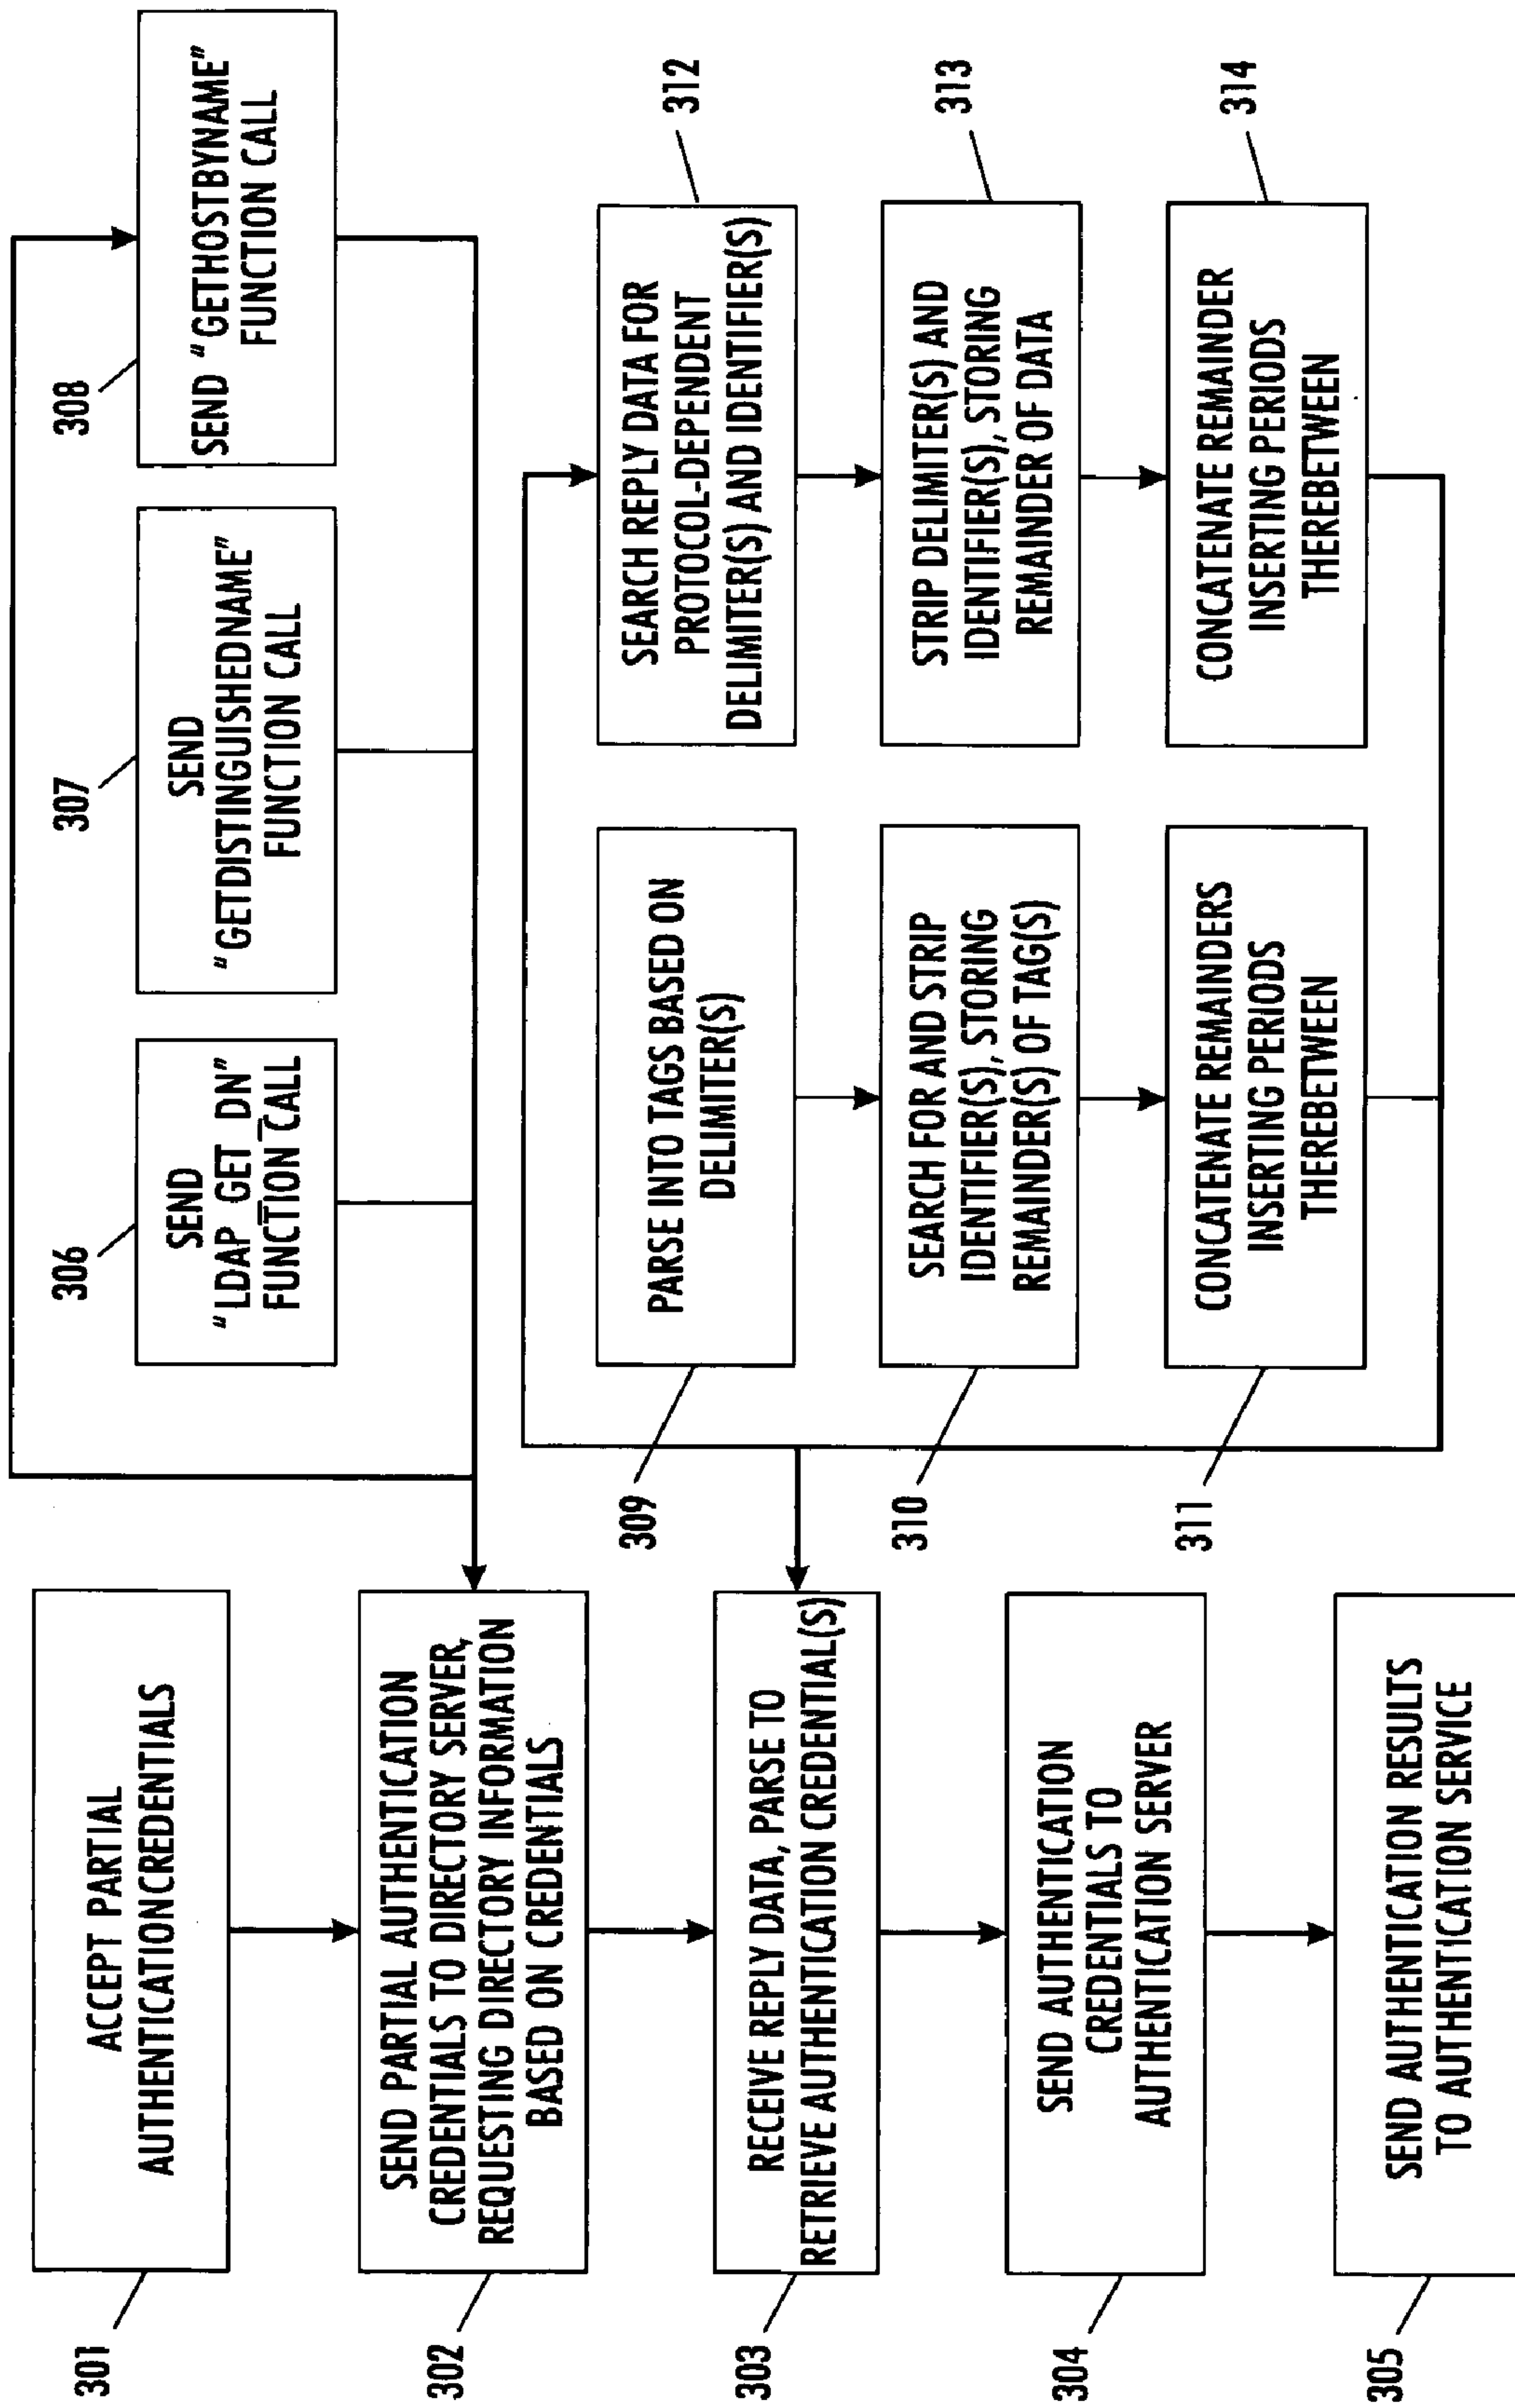 301
ACCEPT PARTIAL
AUTHENTICATIONCREDENTIALS
302
SEND PARTIAL AUTHENTICATION
CREDENTIALS TO DIRECTORY SERVER,
REQUESTING DIRECTORY INFORMATION
BASED ON CREDENTIALS
303
RECEIVE REPLY DATA, PARSE TO
RETRIEVE AUTHENTICATION CREDENTIAL(S)
304
SEND AUTHENTICATION
CREDENTIALS TO
AUTHENTICATION SERVER
305
SEND AUTHENTICATION RESULTS
TO AUTHENTICATION SERVICE
306
SEND
"LDAP_GET_DN"
FUNCTION CALL
307
SEND
"GETDISTINGUISHEDNAME"
FUNCTION CALL
308
SEND "GETHOSTBYNAME"
FUNCTION CALL
309
PARSE INTO TAGS BASED ON
DELIMITER(S)
310
SEARCH FOR AND STRIP
IDENTIFIER(S), STORING
REMAINDER(S) OF TAG(S)
311
CONCATENATE REMAINDERS
INSERTING PERIODS
THEREBETWEEN
312
SEARCH REPLY DATA FOR
PROTOCOL-DEPENDENT
DELIMITER(S) AND IDENTIFIER(S)
313
STRIP DELIMITER(S) AND
IDENTIFIER(S), STORING
REMAINDER OF DATA
314
CONCATENATE REMAINDER
INSERTING PERIODS
THEREBETWEEN